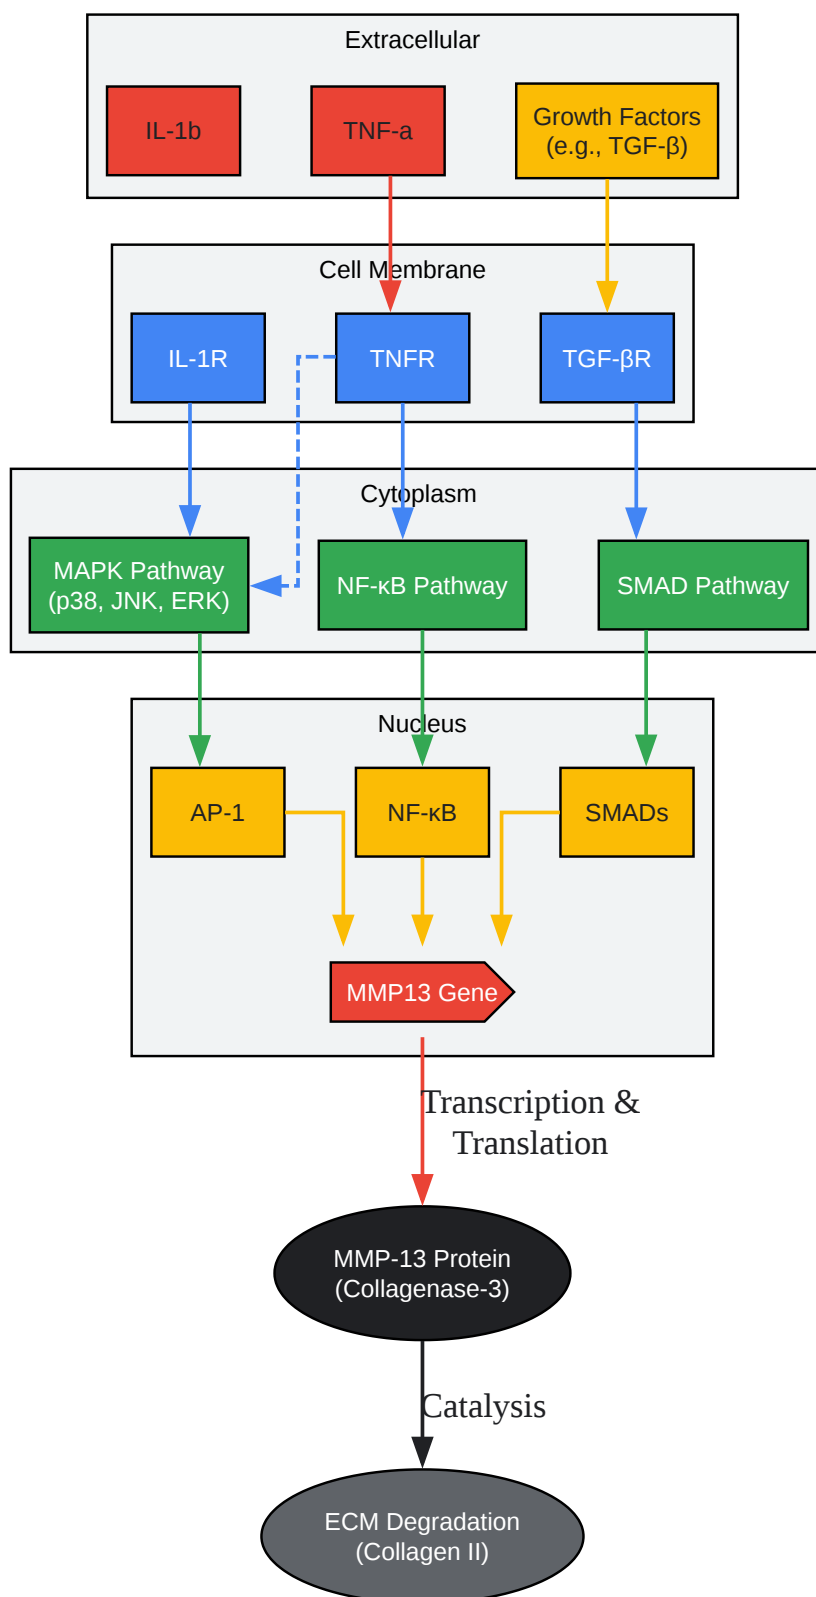 Extracellular
IL-1b
TNF-a
Growth Factors
(e.g., TGF-β)
Cell Membrane
IL-1R
TNFR
TGF-βR
Cytoplasm
MAPK Pathway
(p38, JNK, ERK)
NF-κB Pathway
SMAD Pathway
Nucleus
AP-1
NF-κB
SMADs
MMP13 Gene
Transcription &
Translation
MMP-13 Protein
(Collagenase-3)
Catalysis
ECM Degradation
(Collagen II)